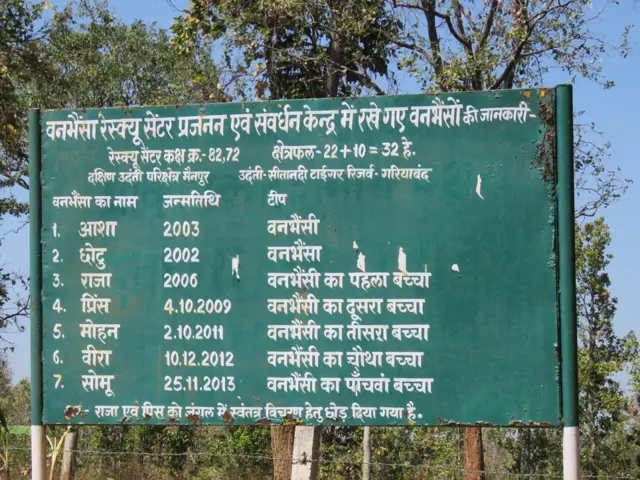 वनभैंसा रेस्क्यू सेंटर प्रजनन एवं संवर्धन केन्द्र में रखे गए वनभैंसों की जानकारी-
रेस्क्यू सेंटर कक्ष क्र.- 82,72 क्षेत्रफल - 22 + 10 = 32 है.
दक्षिण उदंती परिक्षेत्र मैनपुर उदंती-सीतानदी टाईगर रिजर्व- गरियाबंद
वनभैंसा का नाम जन्मतिथि टीप
1. आशा 2003 वनभैंसी
2. छोटु 2002 वनभैंसा
3. राजा 2006 वनभैंसी का पहला बच्चा
4. प्रिंस 4.10.2009 वनभैंसी का दूसरा बच्चा
5. मोहन 2.10.2011 वनभैंसी का तीसरा बच्चा
6. वीरा 10.12.2012 वनभैंसी का चौथा बच्चा
7. सोमू 25.11.2013 वनभैंसी का पाँचवां बच्चा
राजा एवं प्रिंस को जंगल में स्वंतत्र विचरण हेतु छोड़ दिया गया है.